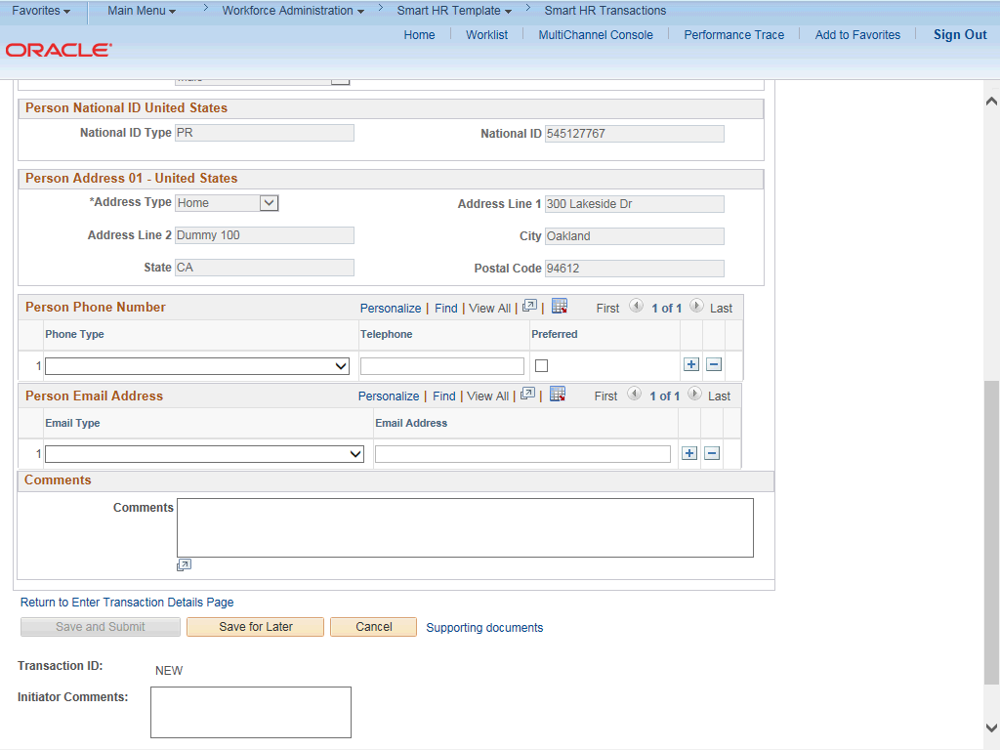 Favorites Main Menu > Workforce Administration > Smart HR Template > Smart HR Transactions
Home Worklist MultiChannel Console Performance Trace Add to Favorites Sign Out
ORACLE
Person National ID United States
National ID Type PR National ID 545127767
Person Address 01 - United States
*Address Type Home Address Line 1 300 Lakeside Dr
Address Line 2 Dummy 100 City Oakland
State CA Postal Code 94612
Person Phone Number Personalize | Find | View All | | First 1 of 1 Last
Phone Type Telephone Preferred
1
Person Email Address Personalize | Find | View All | | First 1 of 1 Last
Email Type Email Address
1
Comments
Comments
Return to Enter Transaction Details Page
Save and Submit Save for Later Cancel Supporting documents
Transaction ID: NEW
Initiator Comments: